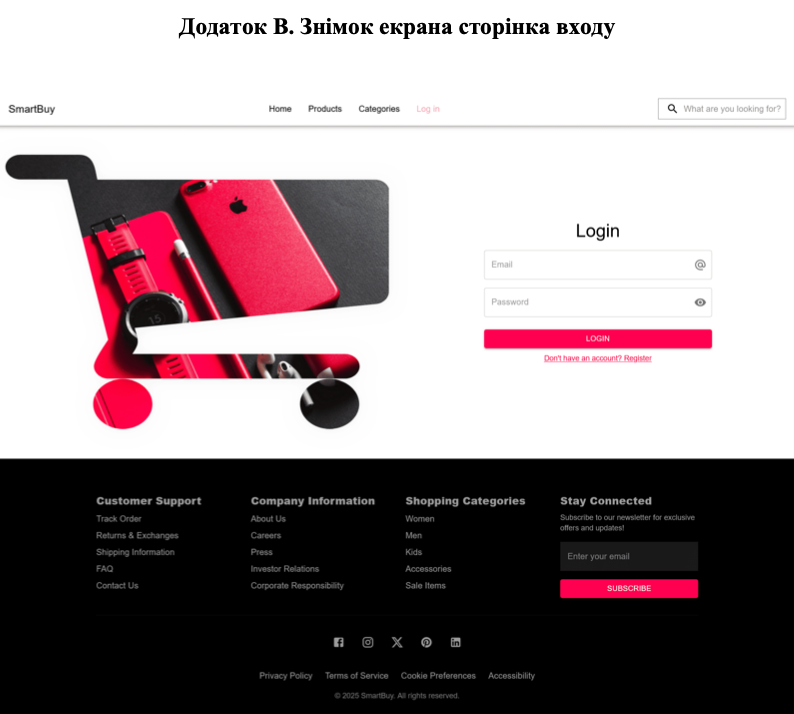 Додаток В. Знімок екрана сторінка входу
SmartBuy
Home
Products
Categories
Log in
What are you looking for?
15
Login
Email
Password
LOGIN
Don't have an account? Register
Customer Support
Track Order
Returns & Exchanges
Shipping Information
FAQ
Contact Us
Company Information
About Us
Careers
Press
Investor Relations
Corporate Responsibility
Shopping Categories
Women
Men
Kids
Accessories
Sale Items
Stay Connected
Subscribe to our newsletter for exclusive
offers and updates!
Enter your email
SUBSCRIBE
Privacy Policy
Terms of Service
Cookie Preferences
Accessibility
© 2025 SmartBuy. All rights reserved.